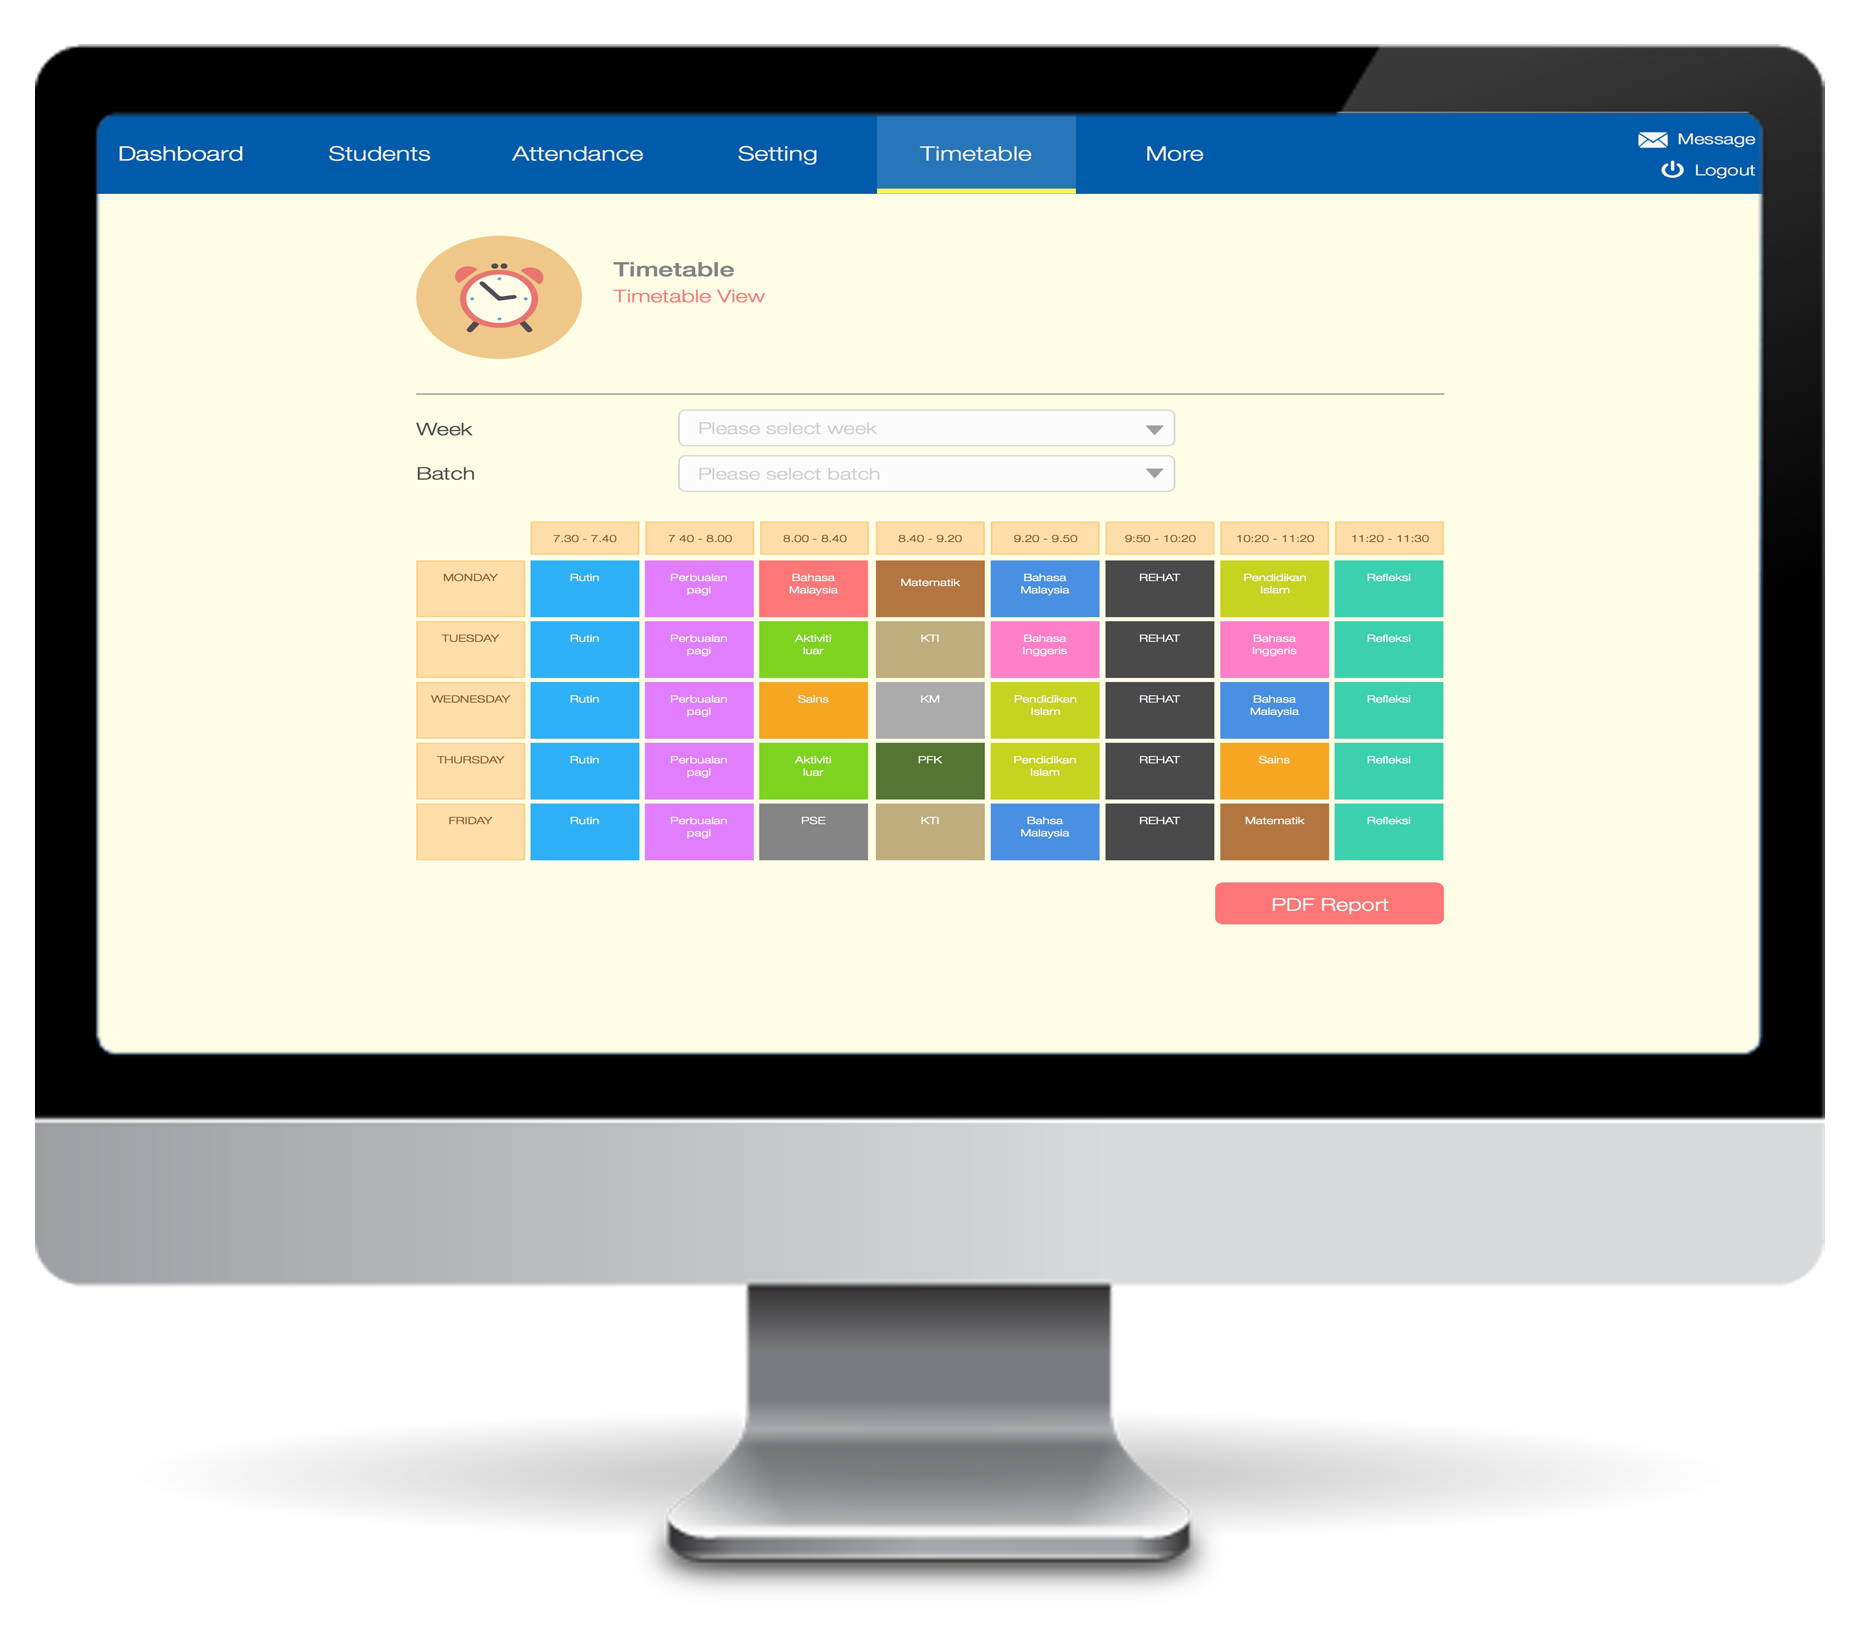 Dashboard Students Attendance Setting Timetable More
Message
Logout
Timetable
Timetable View
Week Please select week
Batch Please select batch
7.30 - 7.40 7 40 - 8.00 8.00 - 8.40 8.40 - 9.20 9.20 - 9.50 9:50 - 10:20 10:20 - 11:20 11:20 - 11:30
MONDAY Rutin Perbualan pagi Bahasa Malaysia Matematik Bahasa Malaysia REHAT Pendidikan Islam Refleksi
TUESDAY Rutin Perbualan pagi Aktiviti luar KTI Bahasa Inggeris REHAT Bahasa Inggeris Refleksi
WEDNESDAY Rutin Perbualan pagi Sains KM Pendidikan Islam REHAT Bahasa Malaysia Refleksi
THURSDAY Rutin Perbualan pagi Aktiviti luar PFK Pendidikan Islam REHAT Sains Refleksi
FRIDAY Rutin Perbualan pagi PSE KTI Bahsa Malaysia REHAT Matematik Refleksi
PDF Report